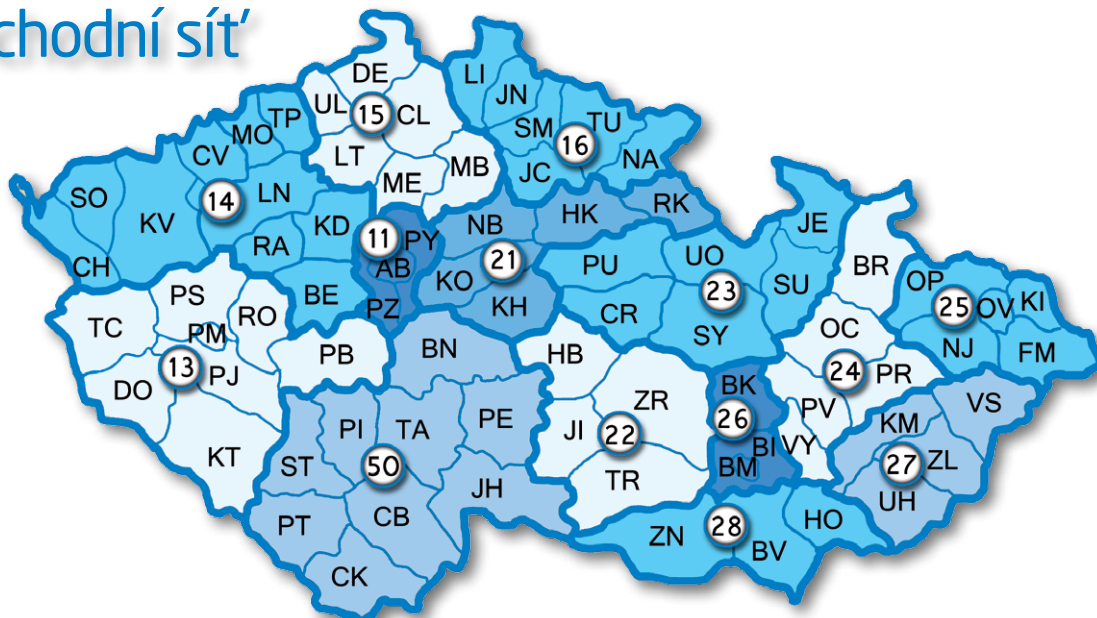 chodní síť
DE
LI
UL
15
CL
JN
MO
TP
SM
16
TU
CV
LT
ME
MB
JC
NA
SO
KV
14
LN
KD
11
PY
NB
HK
RK
JE
CH
RA
AB
KO
21
PU
UO
BR
PS
BE
PZ
KH
CR
23
SU
OP
25
OV
KI
TC
PM
RO
SY
OC
NJ
FM
13
PB
BN
HB
DO
PJ
BK
24
PR
PI
TA
PE
JI
22
ZR
26
PV
KM
VS
KT
ST
50
BI
VY
27
ZL
JH
TR
BM
UH
PT
CB
ZN
28
HO
CK
BV